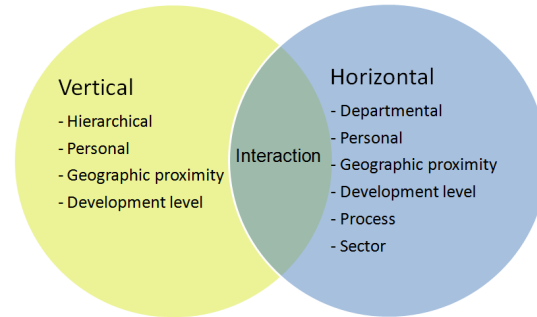 Vertical
- Hierarchical
- Personal
- Geographic proximity
- Development level
Interaction
Horizontal
- Departmental
- Personal
- Geographic proximity
- Development level
- Process
- Sector